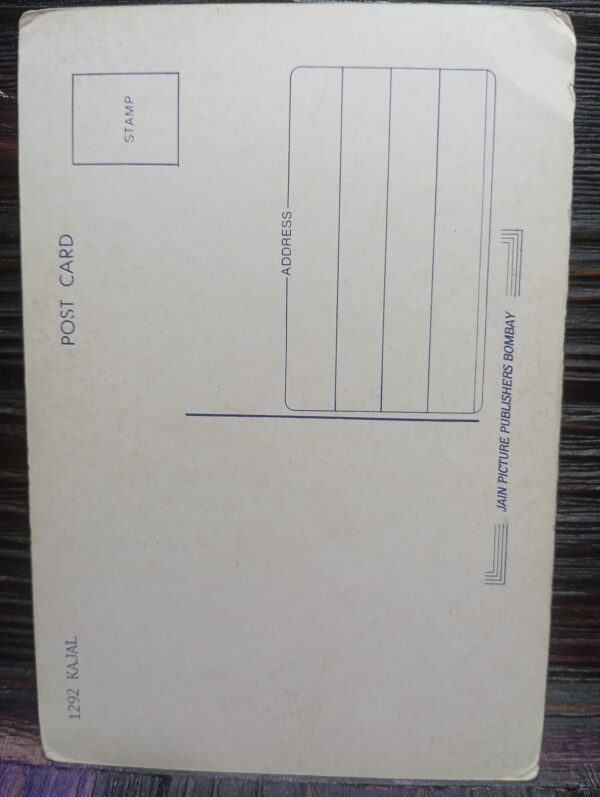 1292 KAJAL
POST CARD
STAMP
ADDRESS
JAIN PICTURE PUBLISHERS BOMBAY